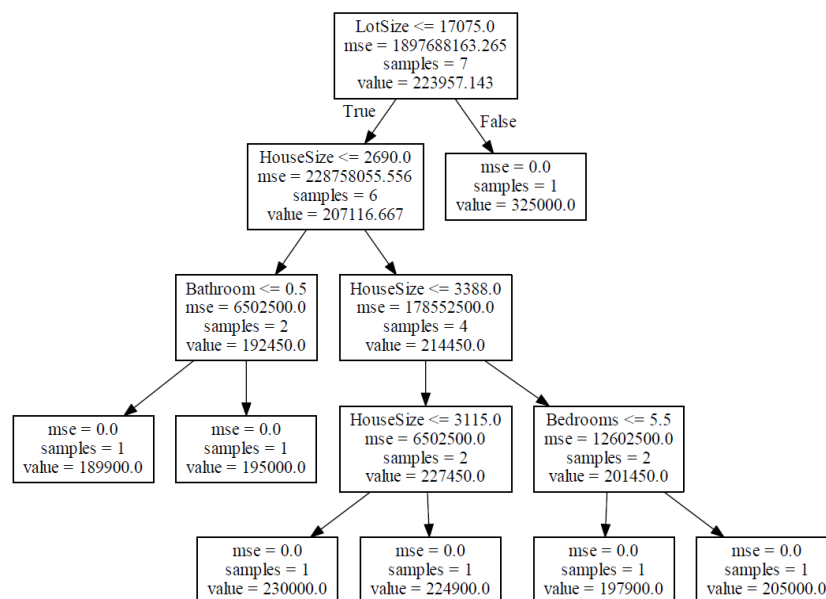 LotSize <= 17075.0
mse = 1897688163.265
samples = 7
value = 223957.143
True
False
HouseSize <= 2690.0
mse = 228758055.556
samples = 6
value = 207116.667
mse = 0.0
samples = 1
value = 325000.0
Bathroom <= 0.5
mse = 6502500.0
samples = 2
value = 192450.0
HouseSize <= 3388.0
mse = 178552500.0
samples = 4
value = 214450.0
mse = 0.0
samples = 1
value = 189900.0
mse = 0.0
samples = 1
value = 195000.0
HouseSize <= 3115.0
mse = 6502500.0
samples = 2
value = 227450.0
Bedrooms <= 5.5
mse = 12602500.0
samples = 2
value = 201450.0
mse = 0.0
samples = 1
value = 230000.0
mse = 0.0
samples = 1
value = 224900.0
mse = 0.0
samples = 1
value = 197900.0
mse = 0.0
samples = 1
value = 205000.0